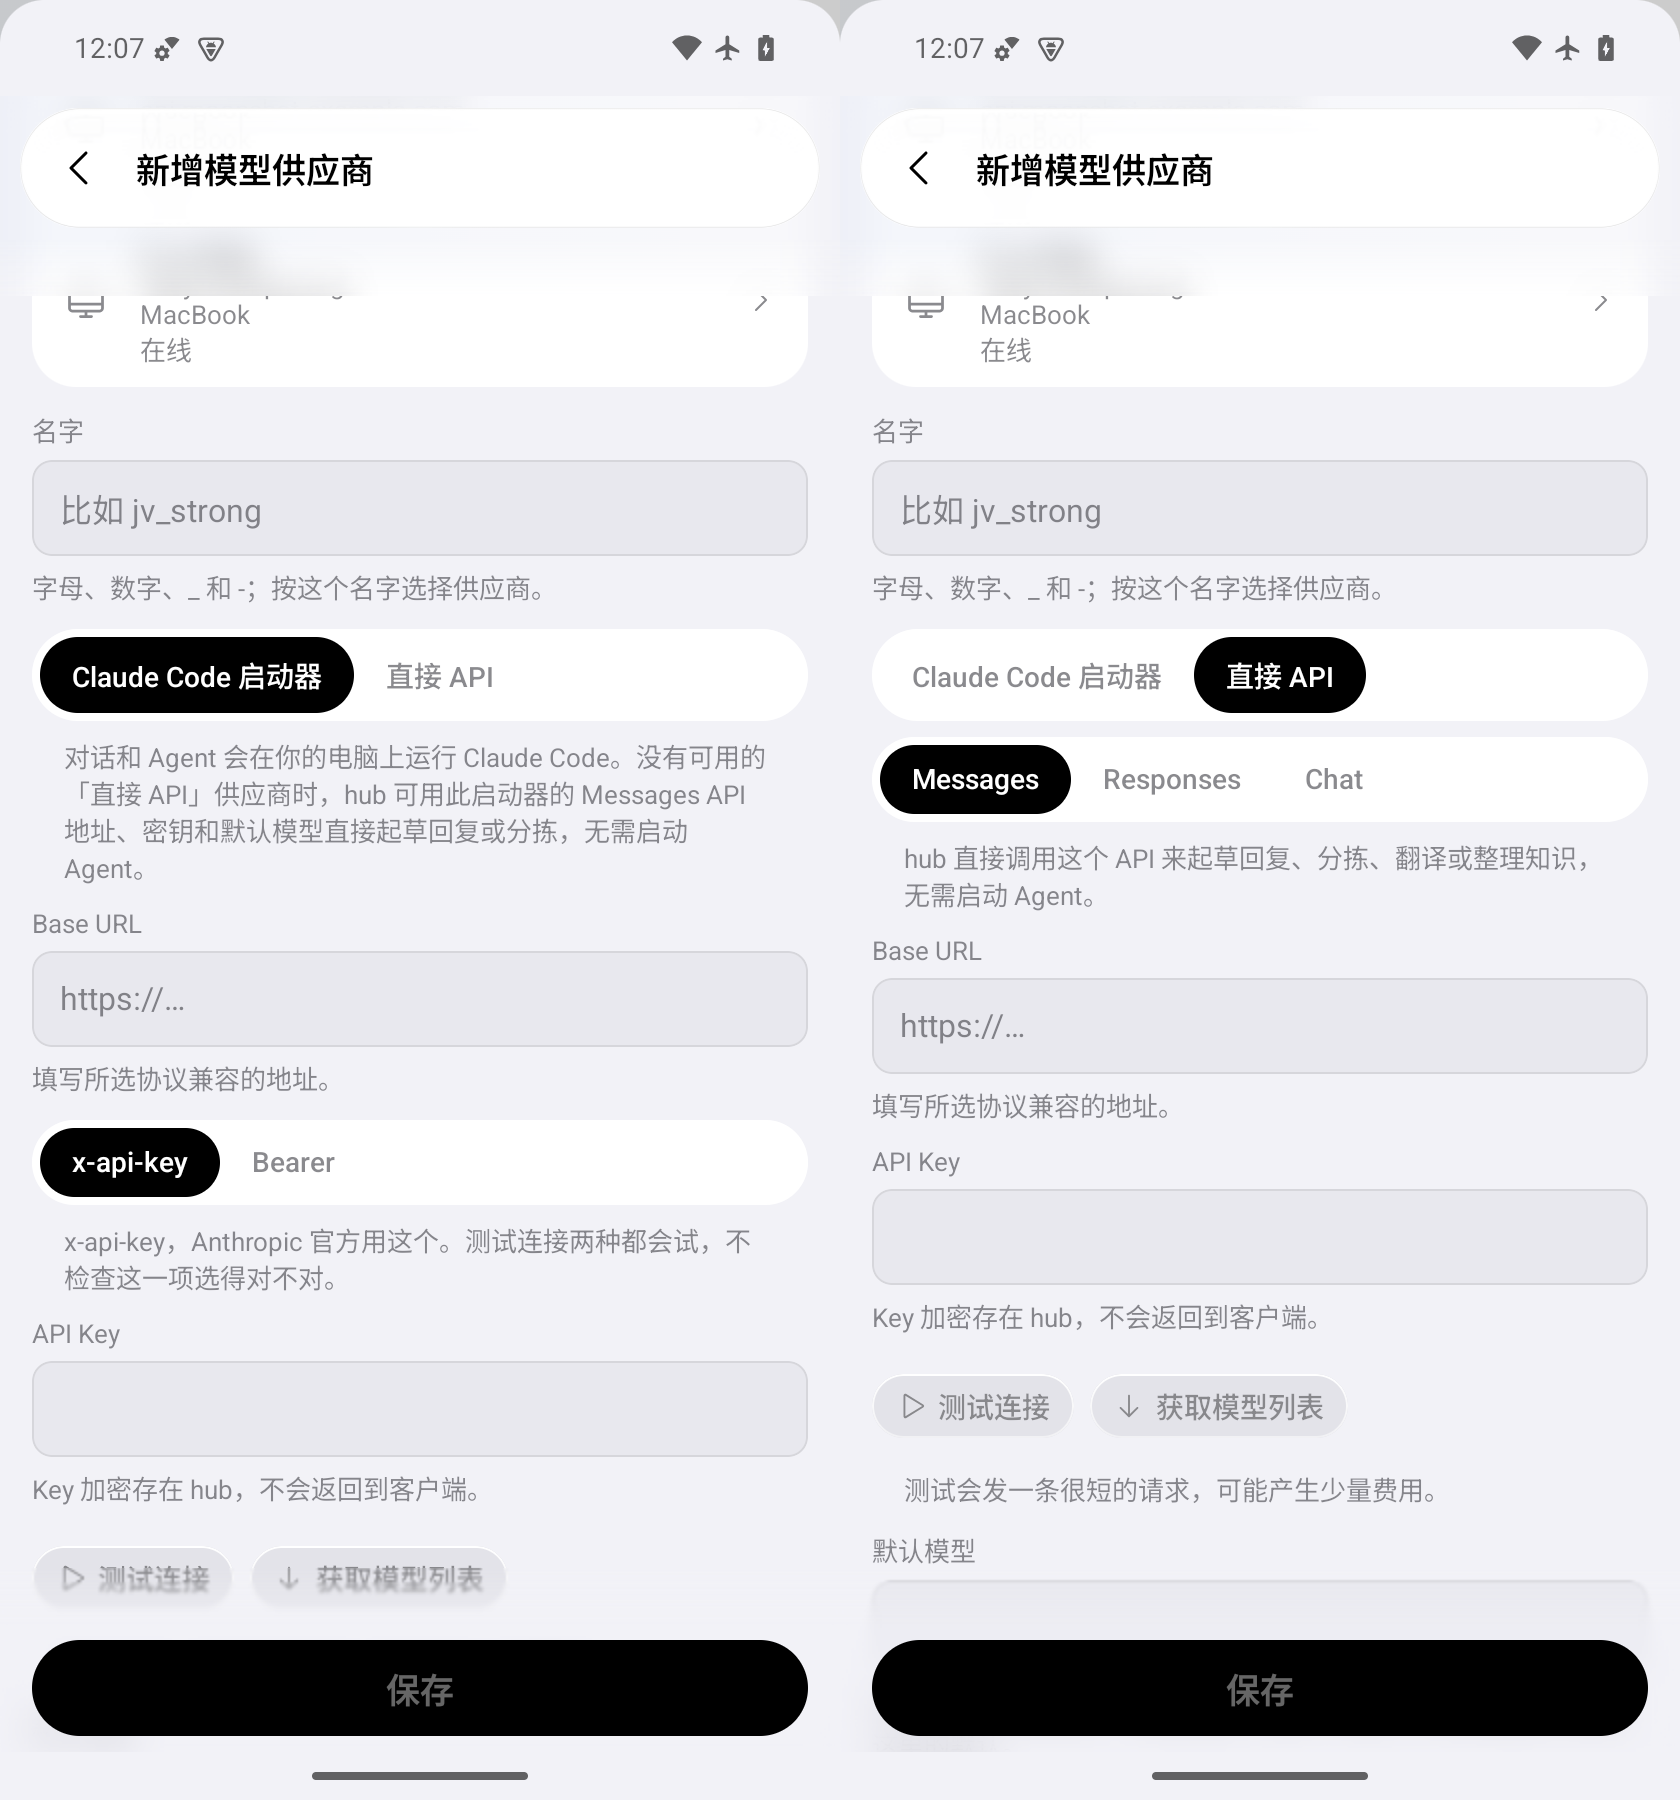 12:07
新增模型供应商
MacBook
在线
名字
比如 jv_strong
字母、数字、_ 和 -；按这个名字选择供应商。
Claude Code 启动器
直接 API
对话和 Agent 会在你的电脑上运行 Claude Code。没有可用的
「直接 API」供应商时，hub 可用此启动器的 Messages API
地址、密钥和默认模型直接起草回复或分拣，无需启动
Agent。
Base URL
https://...
填写所选协议兼容的地址。
x-api-key
Bearer
x-api-key，Anthropic 官方用这个。测试连接两种都会试，不
检查这一项选得对不对。
API Key
Key 加密存在 hub，不会返回到客户端。
测试连接
获取模型列表
保存
12:07
新增模型供应商
MacBook
在线
名字
比如 jv_strong
字母、数字、_ 和 -；按这个名字选择供应商。
Claude Code 启动器
直接 API
Messages
Responses
Chat
hub 直接调用这个 API 来起草回复、分拣、翻译或整理知识，
无需启动 Agent。
Base URL
https://...
填写所选协议兼容的地址。
API Key
Key 加密存在 hub，不会返回到客户端。
测试连接
获取模型列表
测试会发一条很短的请求，可能产生少量费用。
默认模型
保存